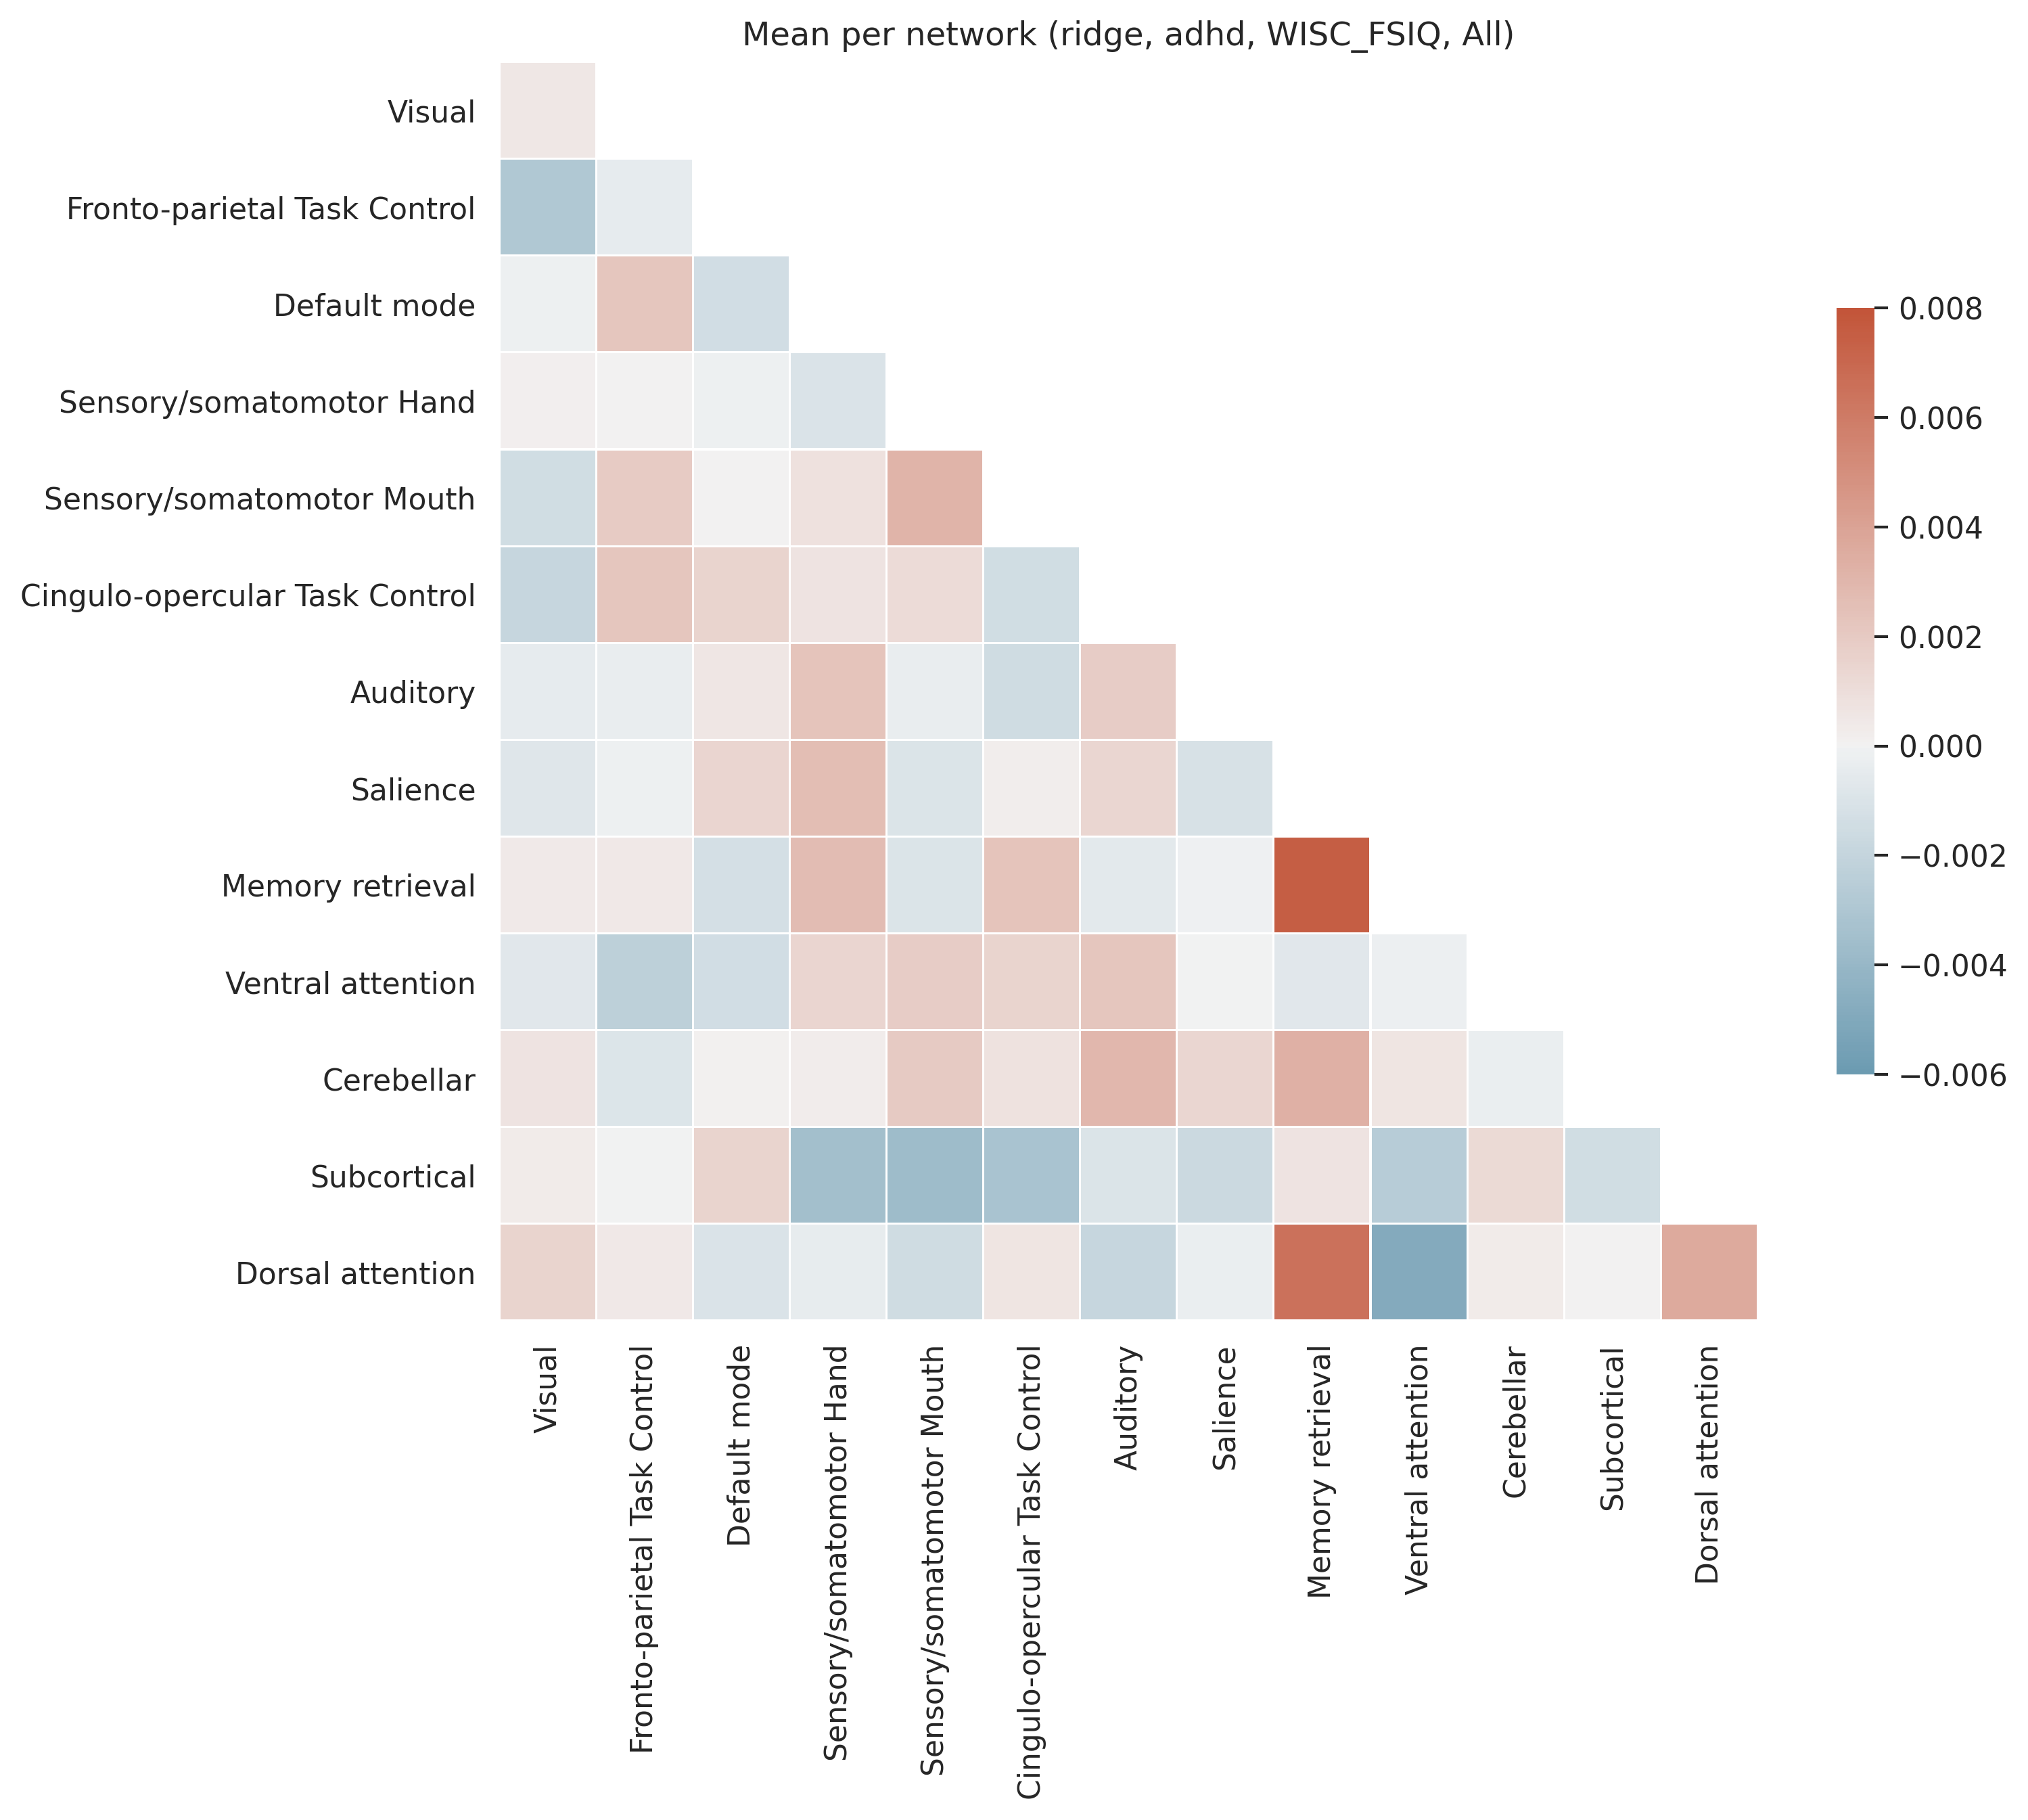 Mean per network (ridge, adhd, WISC_FSIQ, All)
Visual
Fronto-parietal Task Control
Default mode
Sensory/somatomotor Hand
Sensory/somatomotor Mouth
Cingulo-opercular Task Control
Auditory
Salience
Memory retrieval
Ventral attention
Cerebellar
Subcortical
Dorsal attention
Visual
Fronto-parietal Task Control
Default mode
Sensory/somatomotor Hand
Sensory/somatomotor Mouth
Cingulo-opercular Task Control
Auditory
Salience
Memory retrieval
Ventral attention
Cerebellar
Subcortical
Dorsal attention
0.008
0.006
0.004
0.002
0.000
−0.002
−0.004
−0.006